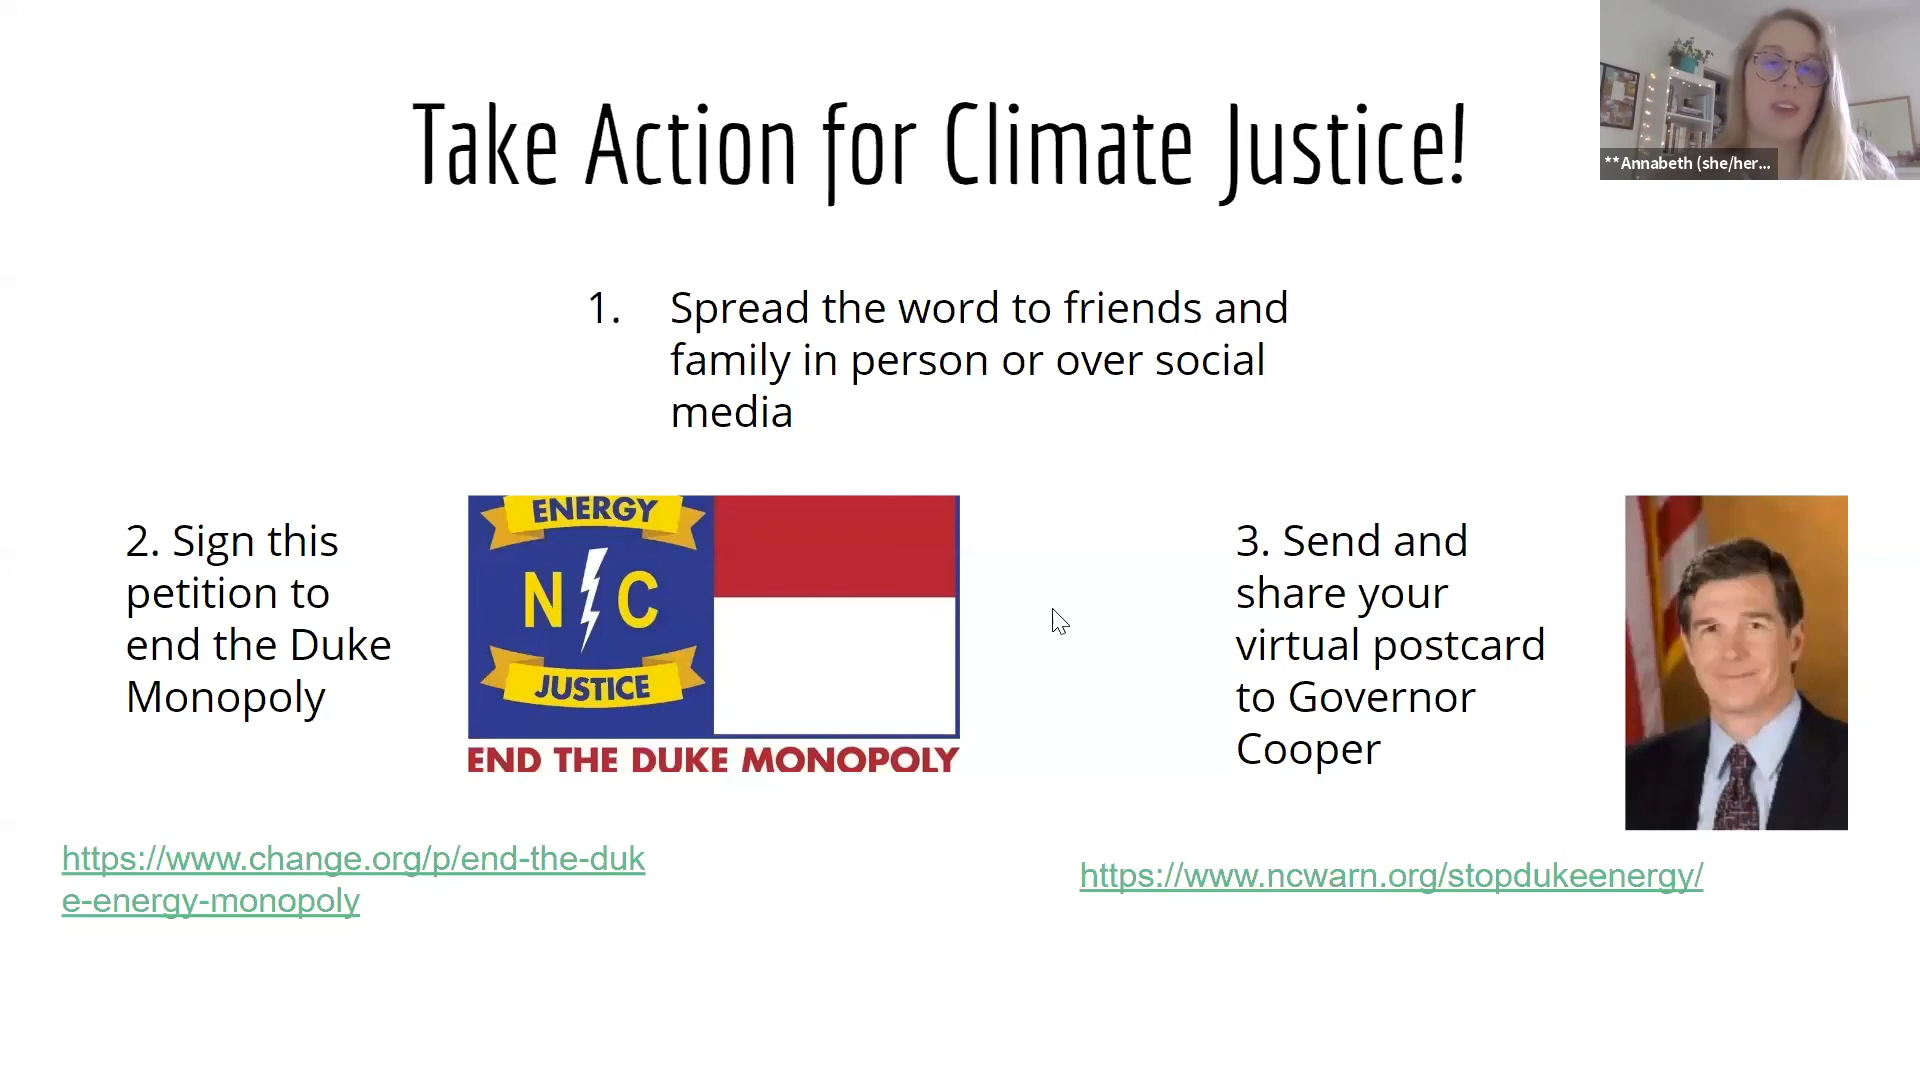 Take Action for Climate Justice!
**Annabeth (she/her...
1. Spread the word to friends and
family in person or over social
media
2. Sign this
petition to
end the Duke
Monopoly
ENERGY
N C
JUSTICE
END THE DUKE MONOPOLY
3. Send and
share your
virtual postcard
to Governor
Cooper
https://www.change.org/p/end-the-duk
e-energy-monopoly
https://www.ncwarn.org/stopdukeenergy/